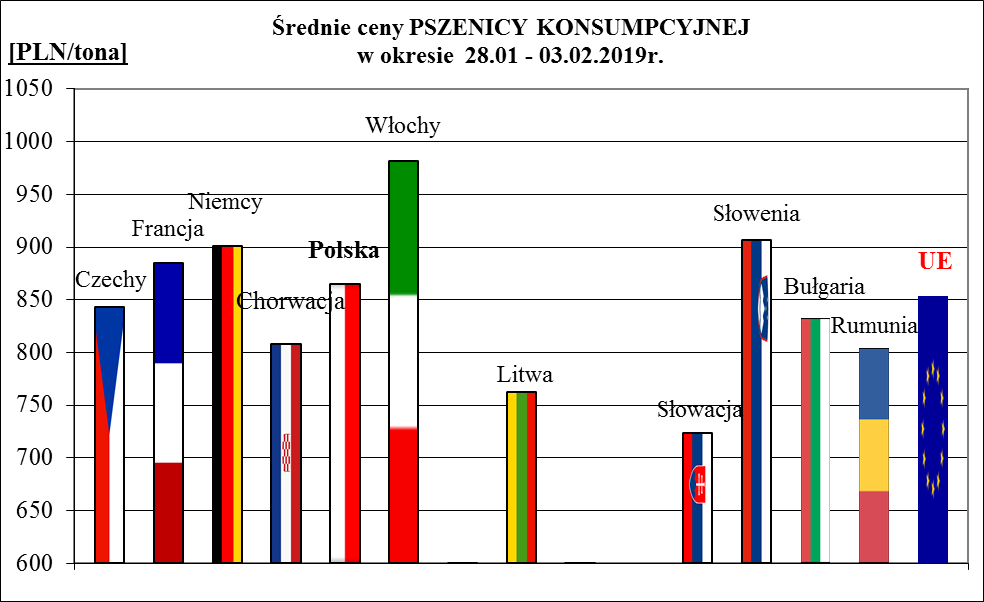 Średnie ceny PSZENICY KONSUMPCYJNEJ
w okresie 28.01 - 03.02.2019r.
[PLN/tona]
1050
1000
950
900
850
800
750
700
650
600
Czechy
Francja
Niemcy
Chorwacja
Polska
Włochy
Litwa
Słowacja
Słowenia
Bułgaria
Rumunia
UE